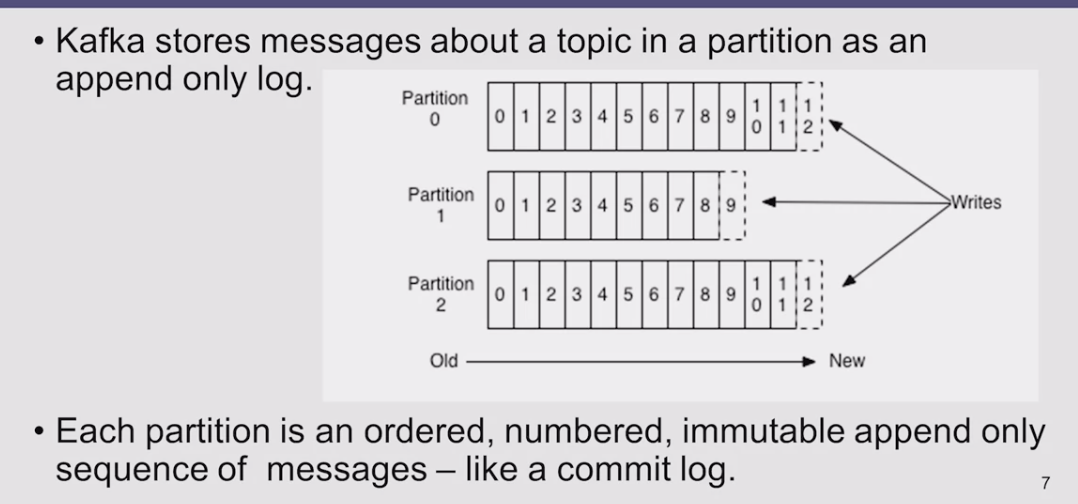 • Kafka stores messages about a topic in a partition as an
append only log.
Partition
0
0 1 2 3 4 5 6 7 8 9 10 11 12
Partition
1
0 1 2 3 4 5 6 7 8 9
Writes
Partition
2
0 1 2 3 4 5 6 7 8 9 10 11 12
Old
New
• Each partition is an ordered, numbered, immutable append only
sequence of messages – like a commit log.
7